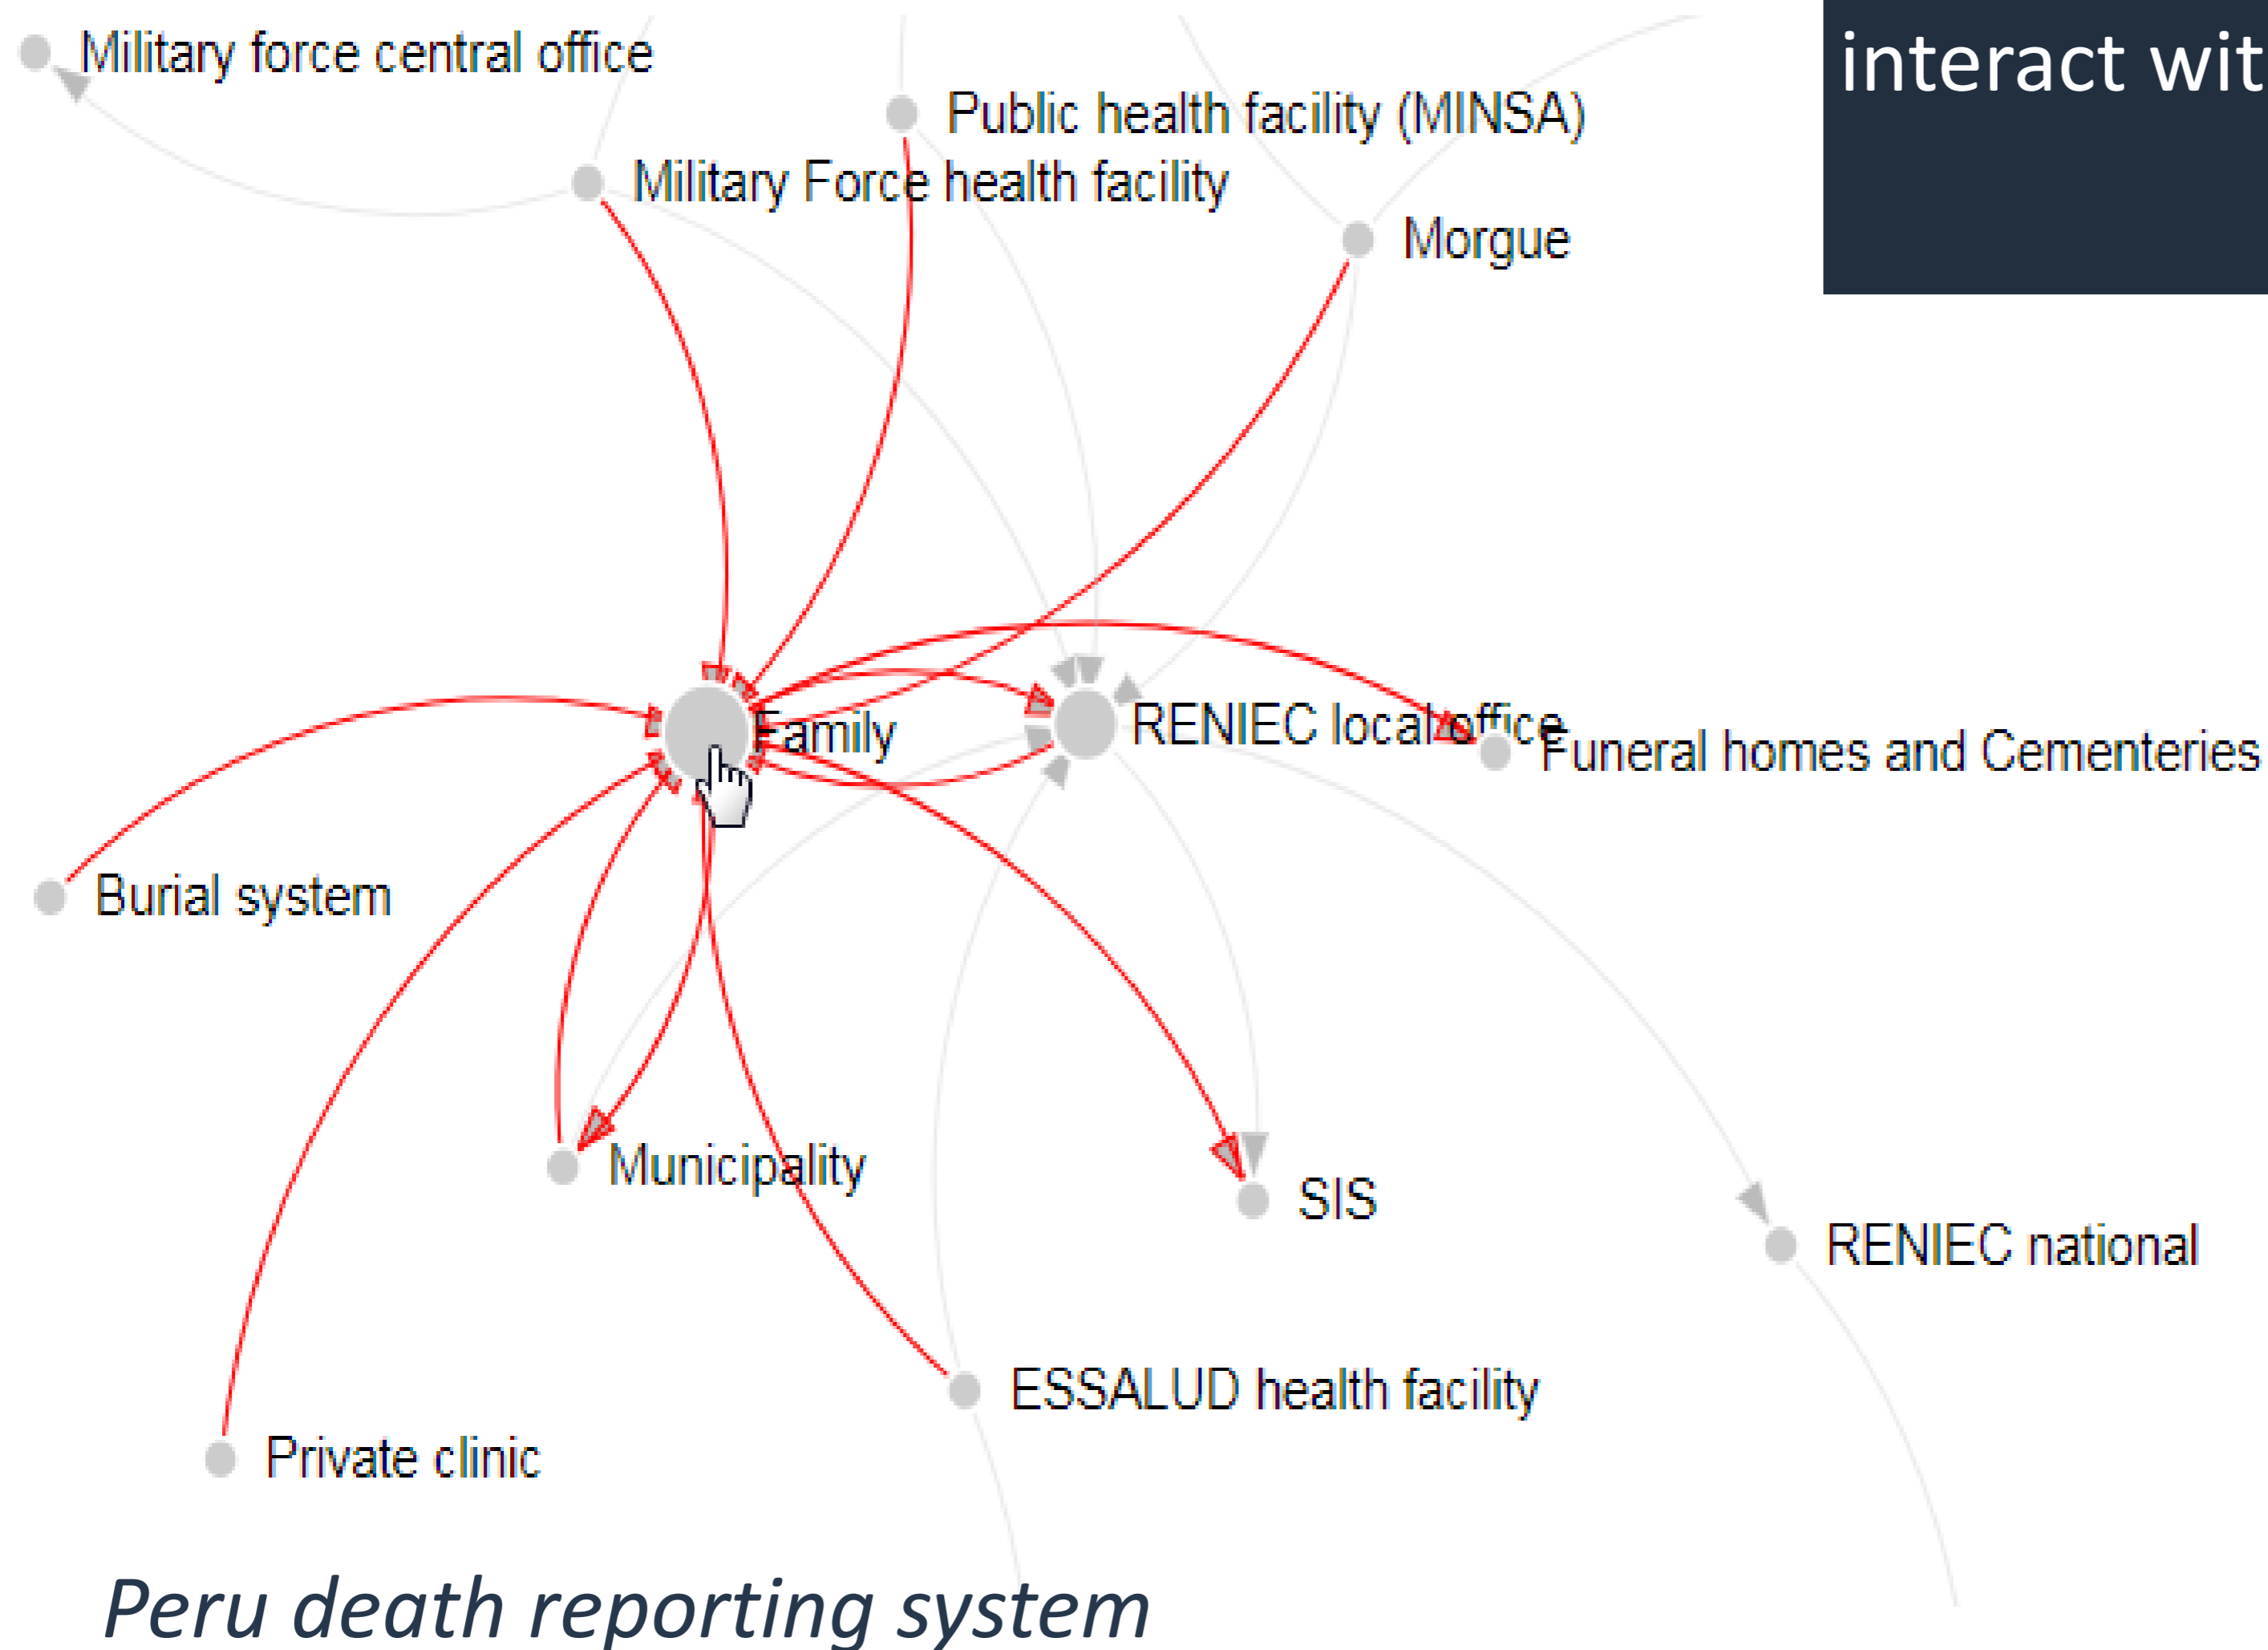 Military force central office
interact wit
Public health facility (MINSA)
Military Force health facility
Morgue
Family
RENIEC local office
Funeral homes and Cementeries
Burial system
Municipality
SIS
RENIEC national
ESSALUD health facility
Private clinic
Peru death reporting system